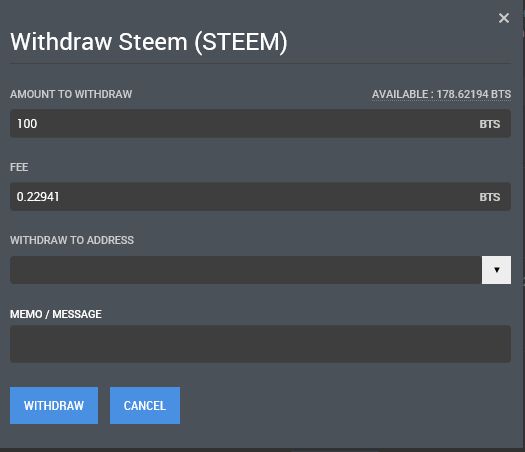 ×
Withdraw Steem (STEEM)
AMOUNT TO WITHDRAW AVAILABLE : 178.62194 BTS
100 BTS
FEE
0.22941 BTS
WITHDRAW TO ADDRESS
MEMO / MESSAGE
WITHDRAW CANCEL